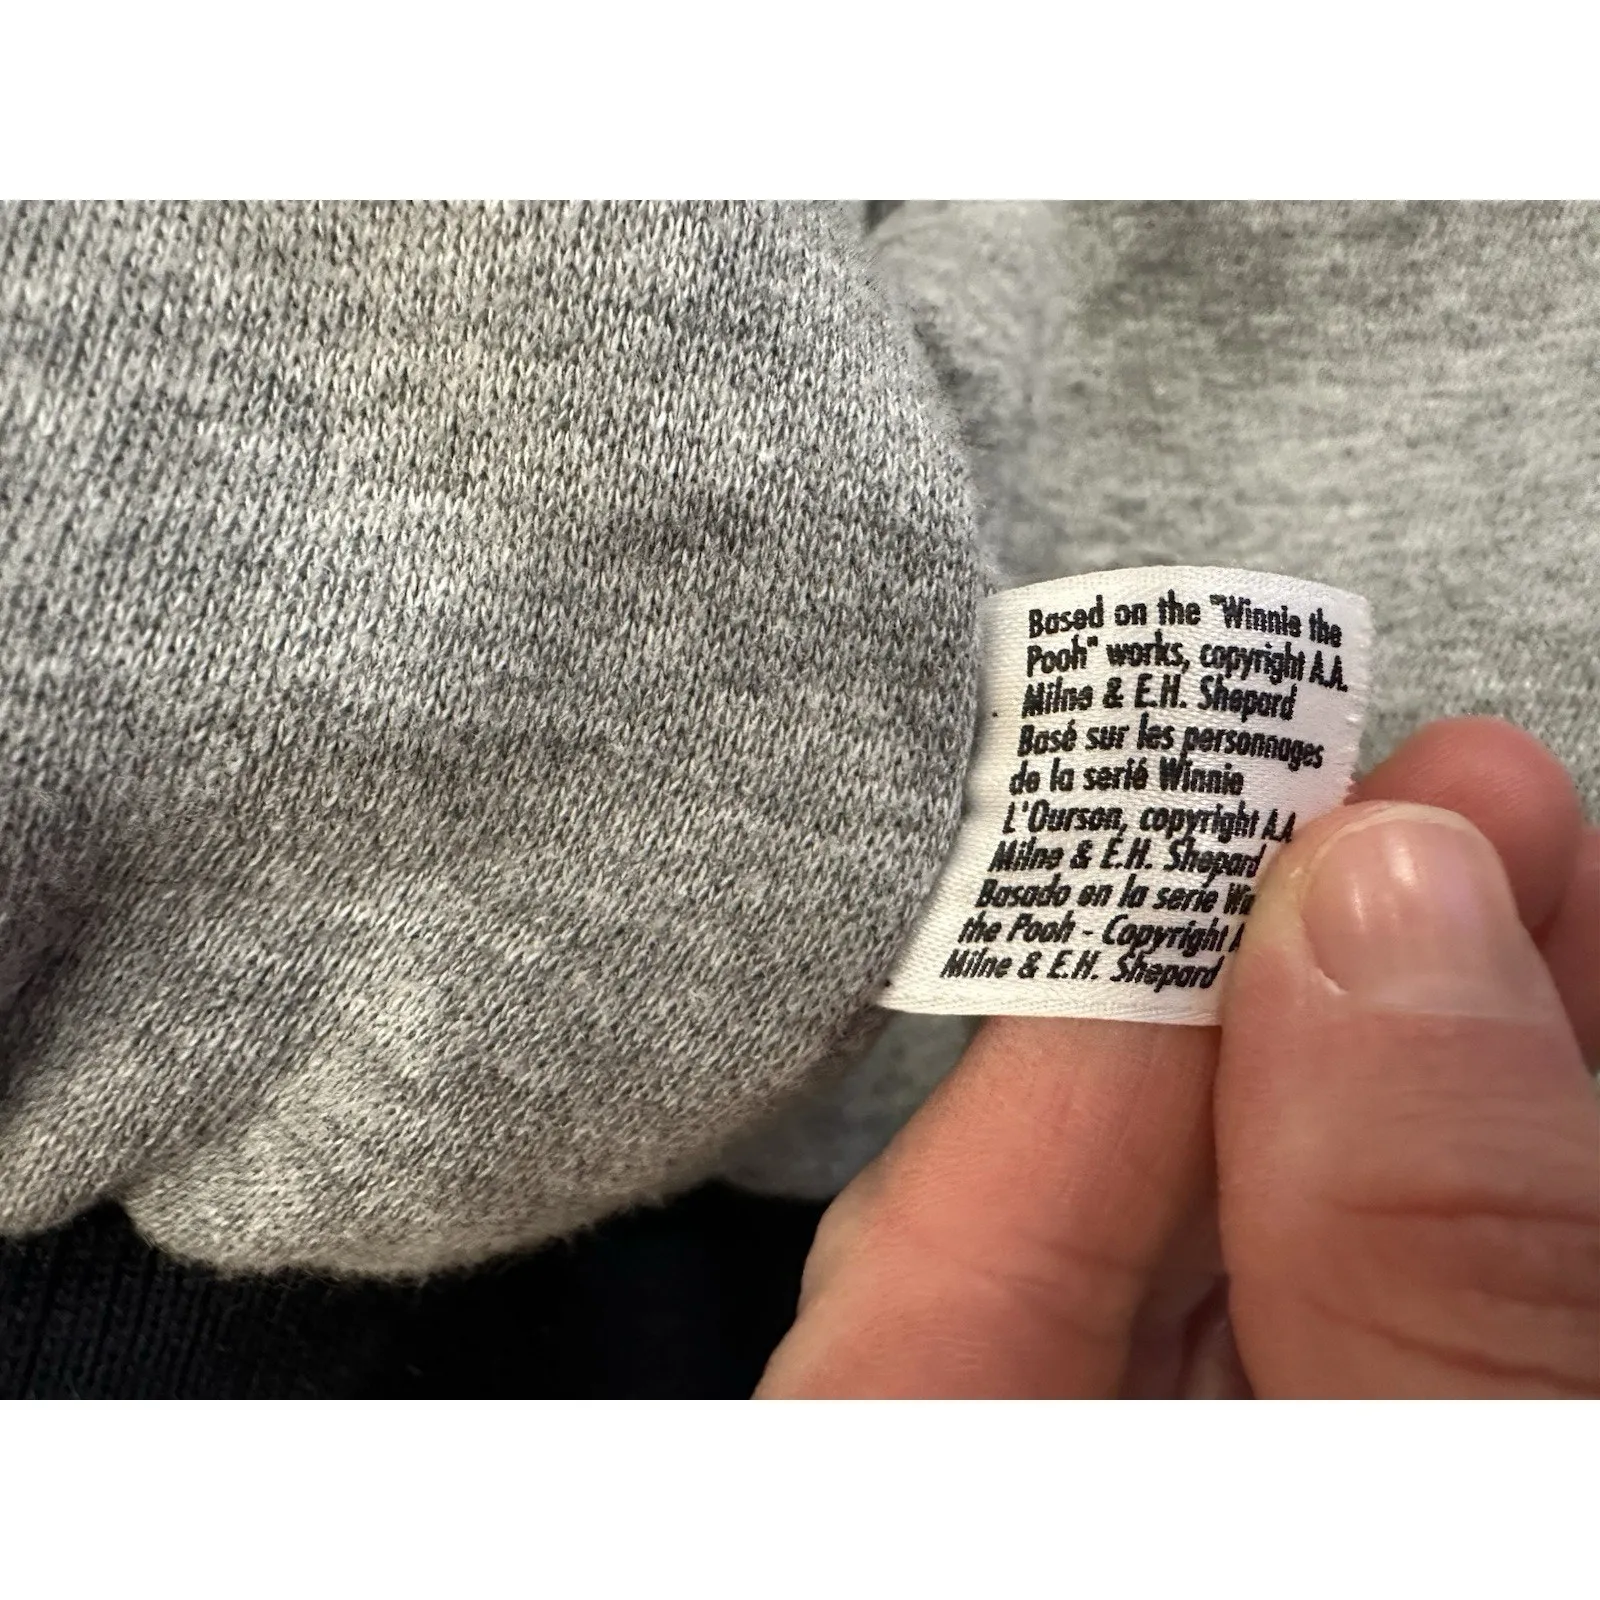 Based on the "Winnie the
Pooh" works, copyright A.A.
Milne & E.H. Shepard
Basé sur les personnages
de la serié Winnie
L'Ourson, copyright A.A
Milne & E.H. Shepard
Basado en la serie
the Pooh - Copyright
Milne & E.H. Shepard